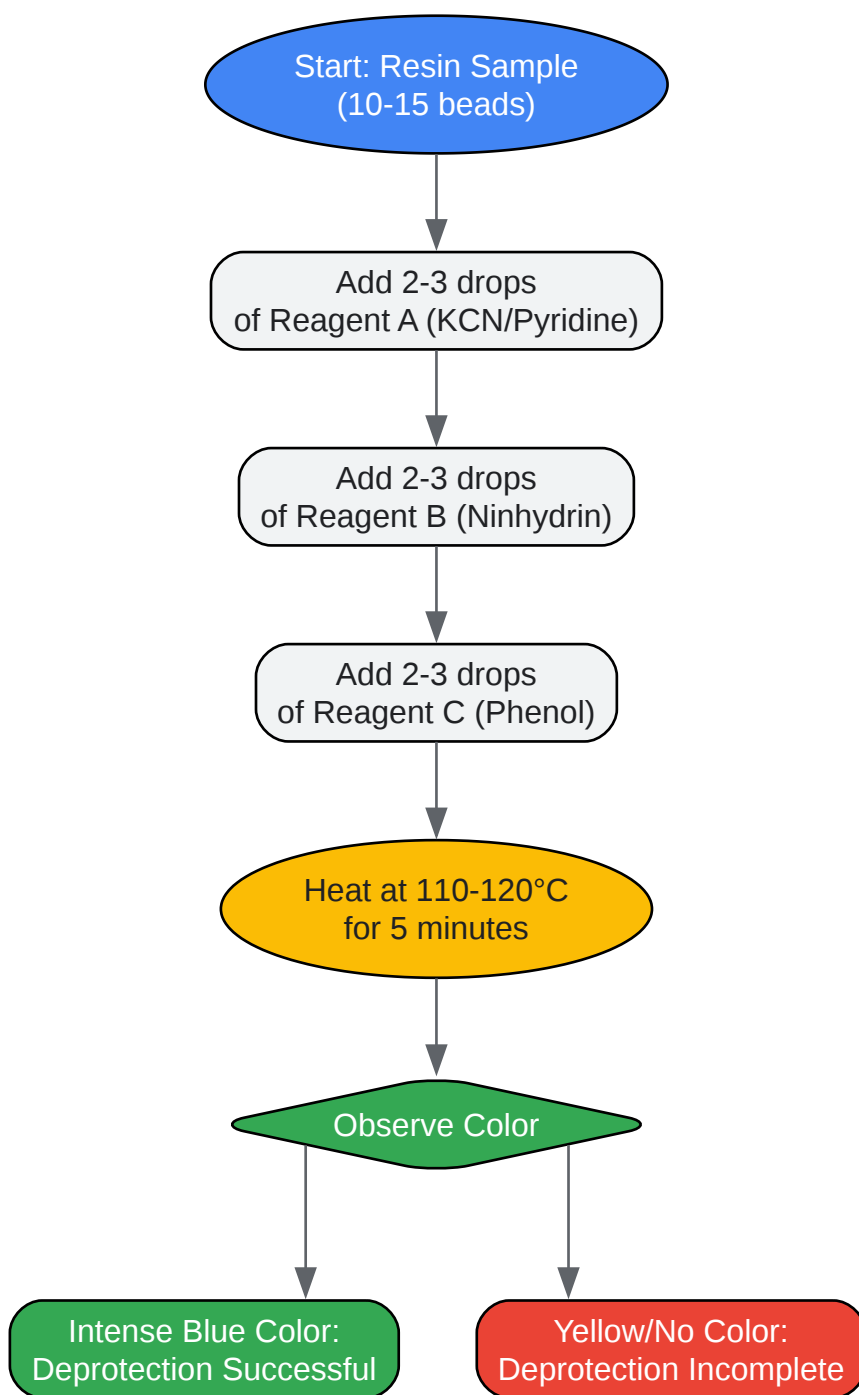 Start: Resin Sample
(10-15 beads)
Add 2-3 drops
of Reagent A (KCN/Pyridine)
Add 2-3 drops
of Reagent B (Ninhydrin)
Add 2-3 drops
of Reagent C (Phenol)
Heat at 110-120°C
for 5 minutes
Observe Color
Intense Blue Color:
Deprotection Successful
Yellow/No Color:
Deprotection Incomplete